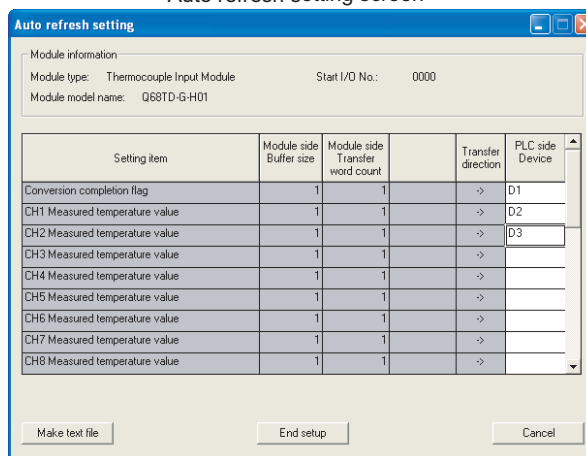 Auto refresh setting screen
Auto refresh setting
Module information
Module type: Thermocouple Input Module Start I/O No.: 0000
Module model name: Q68TD-G-H01
Setting item
Module side
Buffer size
Module side
Transfer
word count
Transfer
direction
PLC side
Device
Conversion completion flag 1 1 -> D1
CH1 Measured temperature value 1 1 -> D2
CH2 Measured temperature value 1 1 -> D3
CH3 Measured temperature value 1 1 ->
CH4 Measured temperature value 1 1 ->
CH5 Measured temperature value 1 1 ->
CH6 Measured temperature value 1 1 ->
CH7 Measured temperature value 1 1 ->
CH8 Measured temperature value 1 1 ->
Make text file End setup Cancel